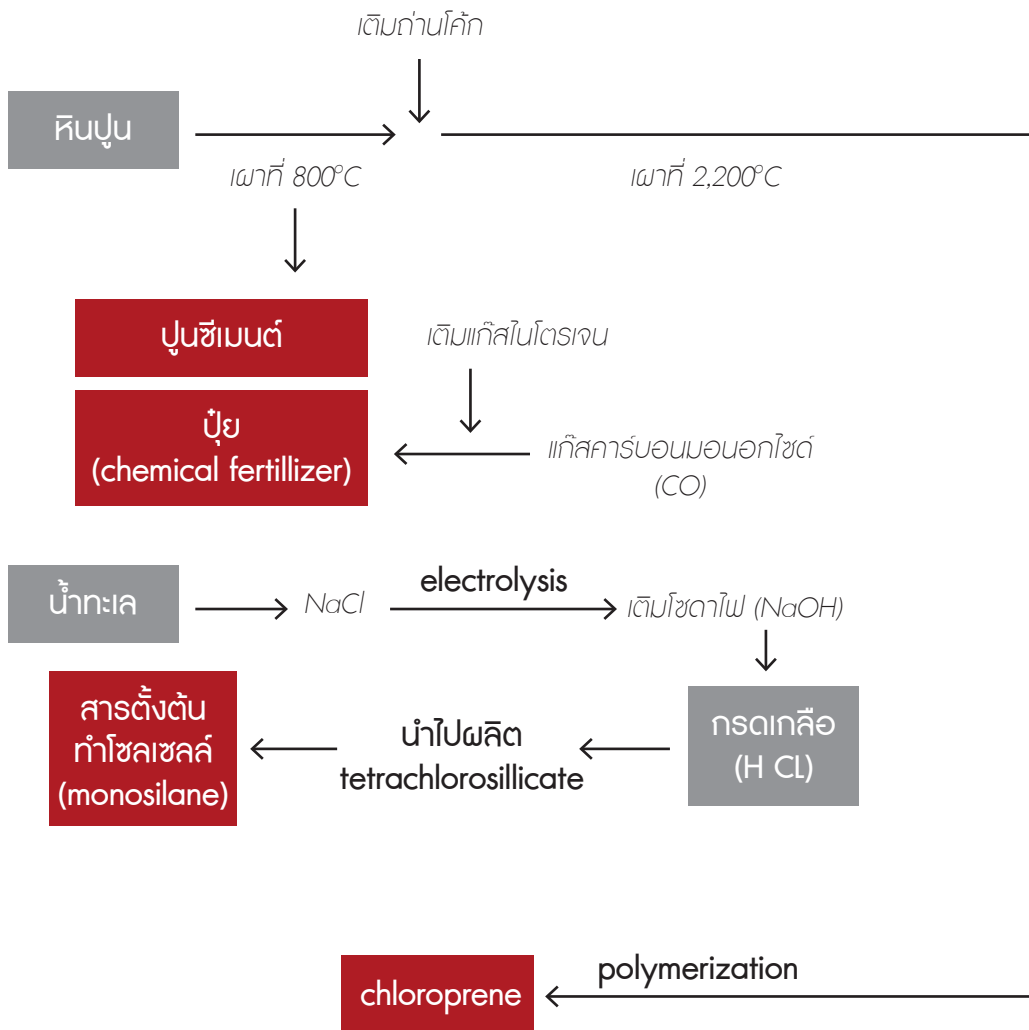 เติมถ่านโค้ก
หินปูน
เผาที่ 800°C
เผาที่ 2,200°C
ปูนซีเมนต์
เติมแก๊สไนโตรเจน
ปุ๋ย
(chemical fertillizer)
แก๊สคาร์บอนมอนอกไซด์
(CO)
น้ำทะเล
NaCl
electrolysis
เติมโซดาไฟ (NaOH)
สารตั้งต้น
ทำโซลเซลล์
(monosilane)
นำไปผลิต
tetrachlorosillicate
กรดเกลือ
(H CL)
chloroprene
polymerization